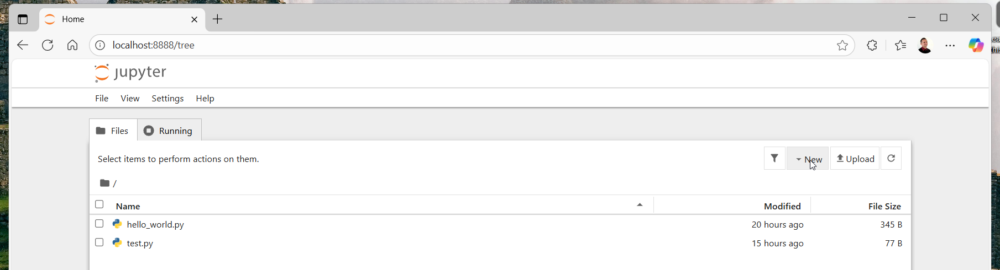 Home
localhost:8888/tree
jupyter
File View Settings Help
Files Running
Select items to perform actions on them.
New Upload
/
Name Modified File Size
hello_world.py 20 hours ago 345 B
test.py 15 hours ago 77 B